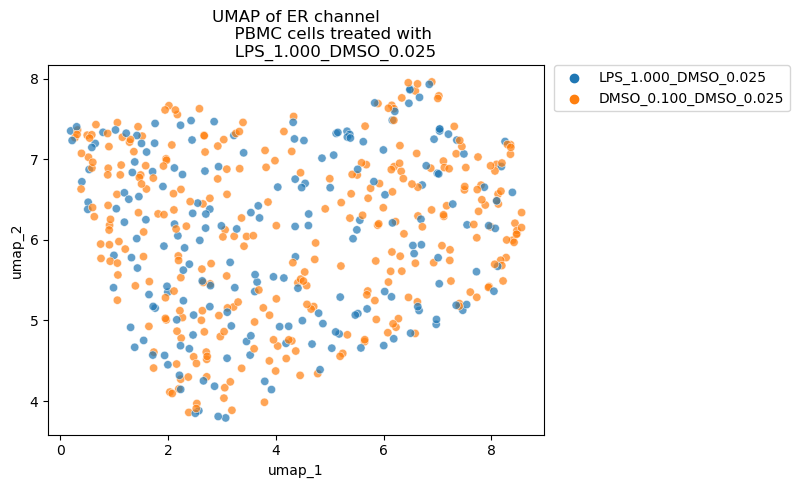 UMAP of ER channel
PBMC cells treated with
LPS_1.000_DMSO_0.025
LPS_1.000_DMSO_0.025
DMSO_0.100_DMSO_0.025
8
7
6
5
4
umap_2
0 2 4 6 8
umap_1